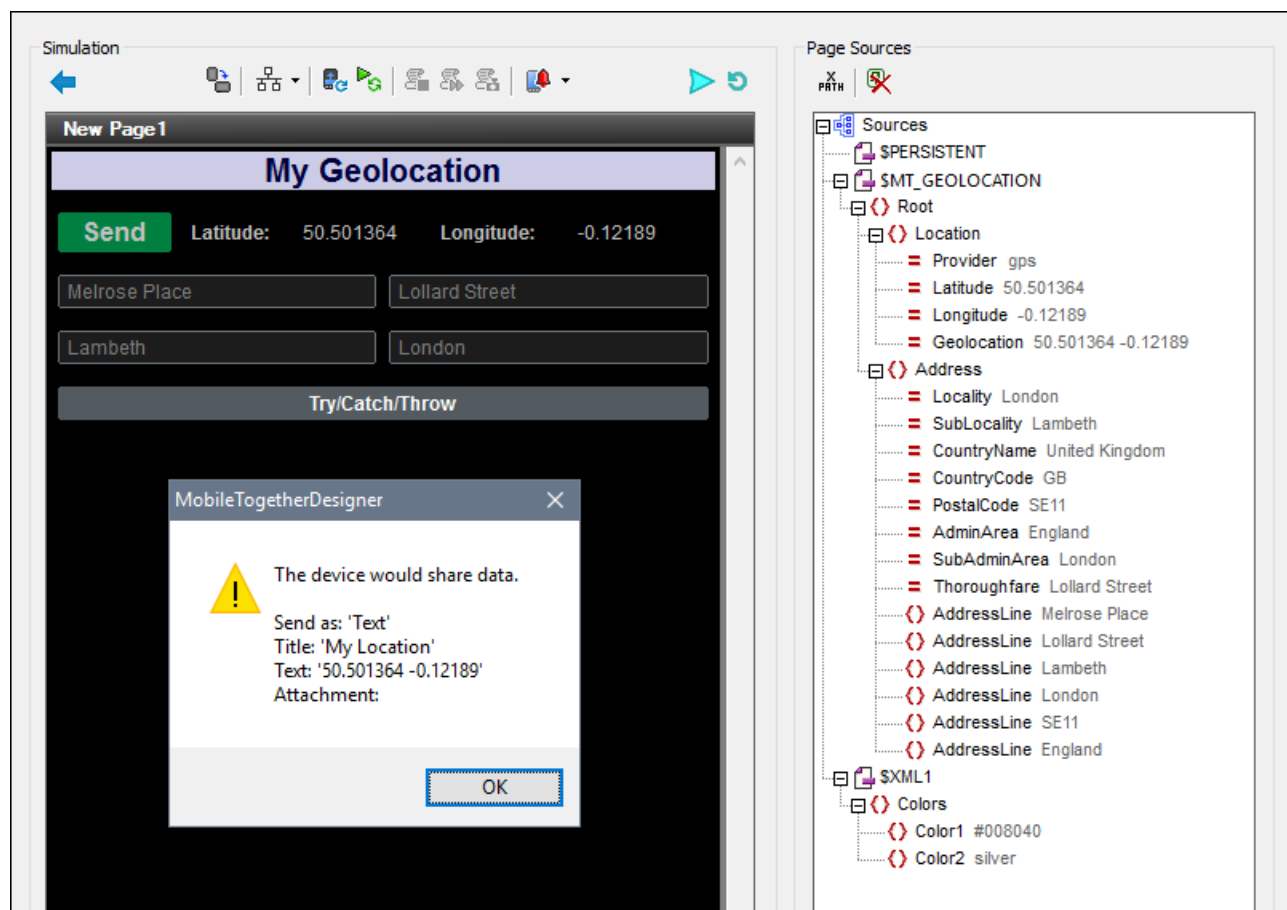 Simulation
New Page1
My Geolocation
Send Latitude: 50.501364 Longitude: -0.12189
Melrose Place Lollard Street
Lambeth London
Try/Catch/Throw
MobileTogetherDesigner
The device would share data.
Send as: 'Text'
Title: 'My Location'
Text: '50.501364 -0.12189'
Attachment:
OK
Page Sources
X
PATH
Sources
$PERSISTENT
$MT_GEOLOCATION
Root
Location
Provider gps
Latitude 50.501364
Longitude -0.12189
Geolocation 50.501364 -0.12189
Address
Locality London
SubLocality Lambeth
CountryName United Kingdom
CountryCode GB
PostalCode SE11
AdminArea England
SubAdminArea London
Thoroughfare Lollard Street
AddressLine Melrose Place
AddressLine Lollard Street
AddressLine Lambeth
AddressLine London
AddressLine SE11
AddressLine England
$XML1
Colors
Color1 #008040
Color2 silver